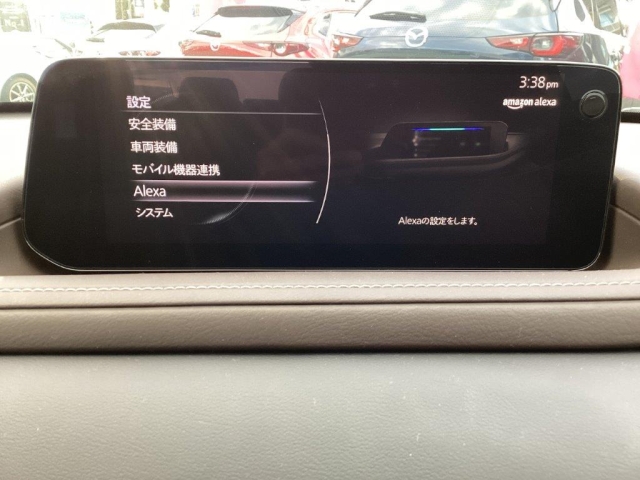 3:38pm
amazon alexa
設定
安全装備
車両装備
モバイル機器連携
Alexa
システム
Alexaの設定をします。